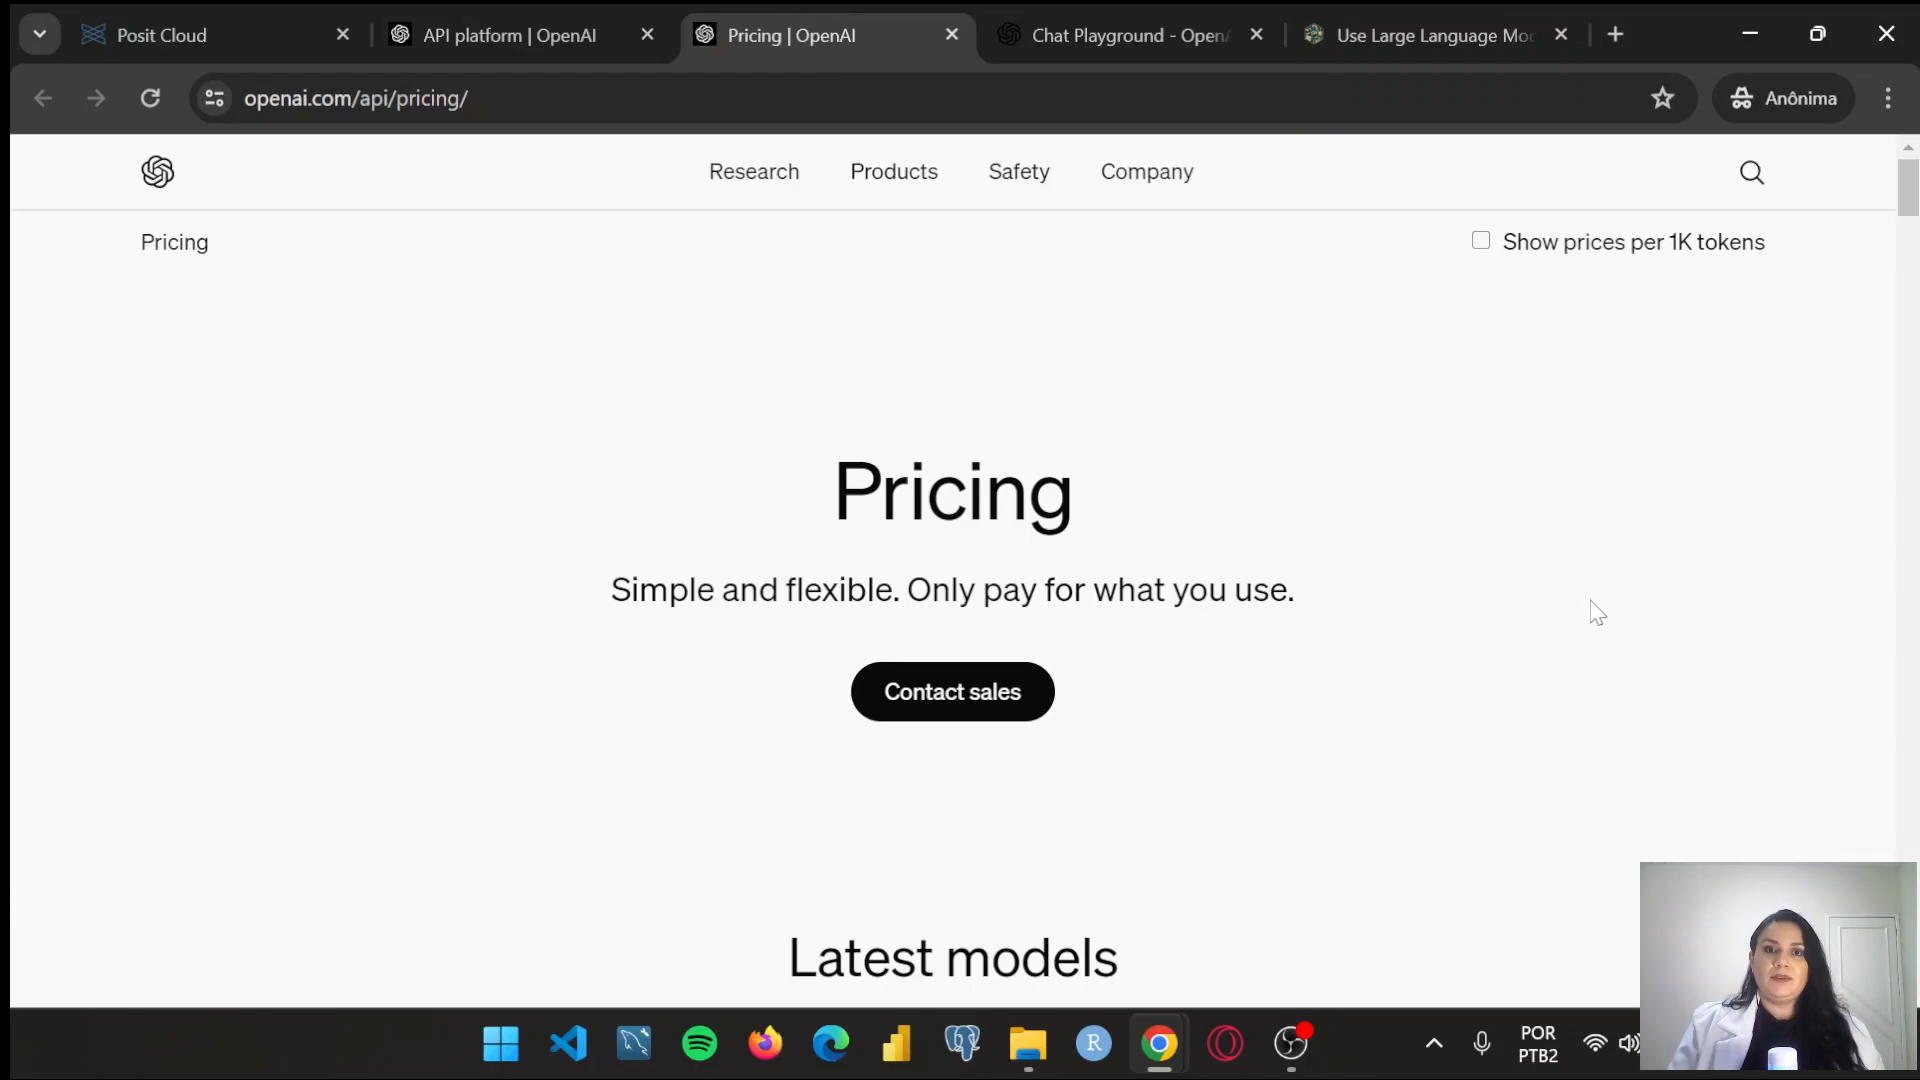 Posit Cloud
API platform | OpenAI
Pricing | OpenAI
Chat Playground - OpenA
Use Large Language Mo
openai.com/api/pricing/
Anônima
Research
Products
Safety
Company
Pricing
Show prices per 1K tokens
Pricing
Simple and flexible. Only pay for what you use.
Contact sales
Latest models
R
POR
PTB2